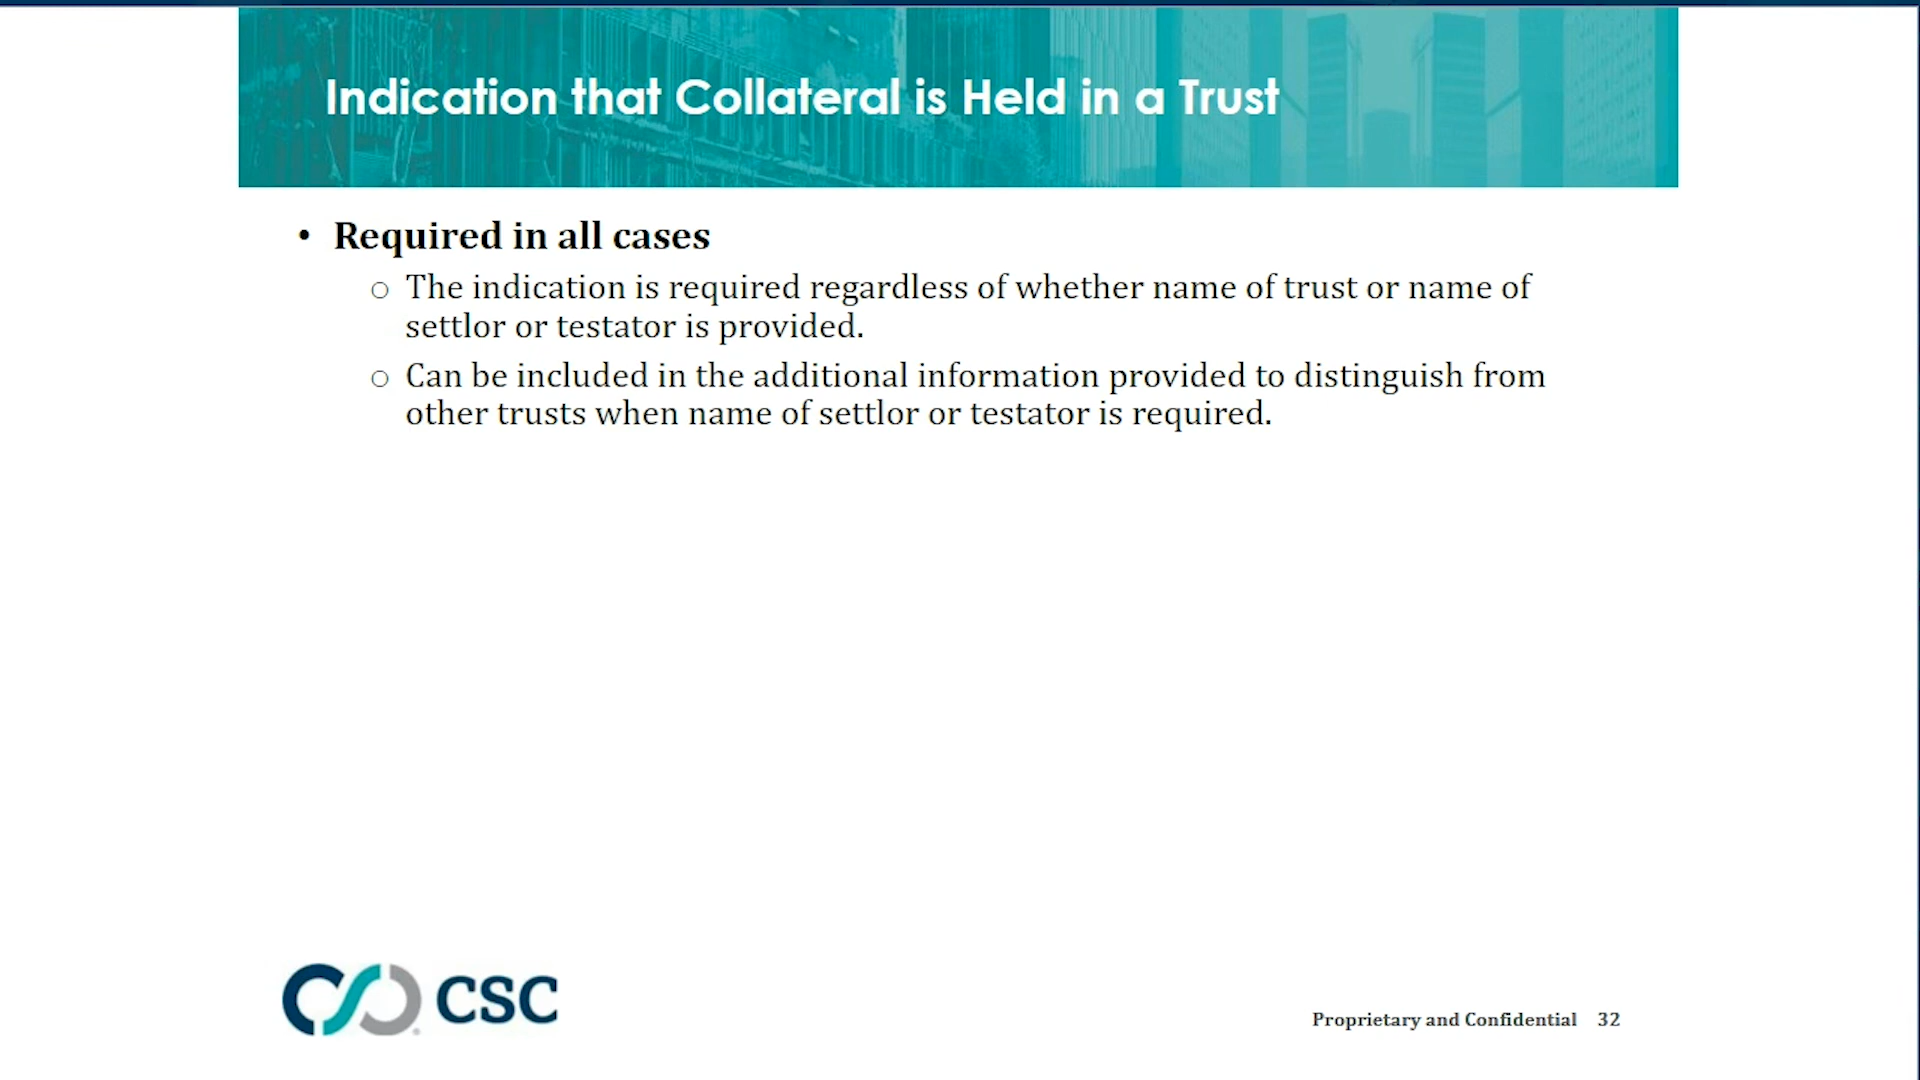 Indication that Collateral is Held in a Trust
• Required in all cases
o The indication is required regardless of whether name of trust or name of
settlor or testator is provided.
o Can be included in the additional information provided to distinguish from
other trusts when name of settlor or testator is required.
CSC
Proprietary and Confidential 32